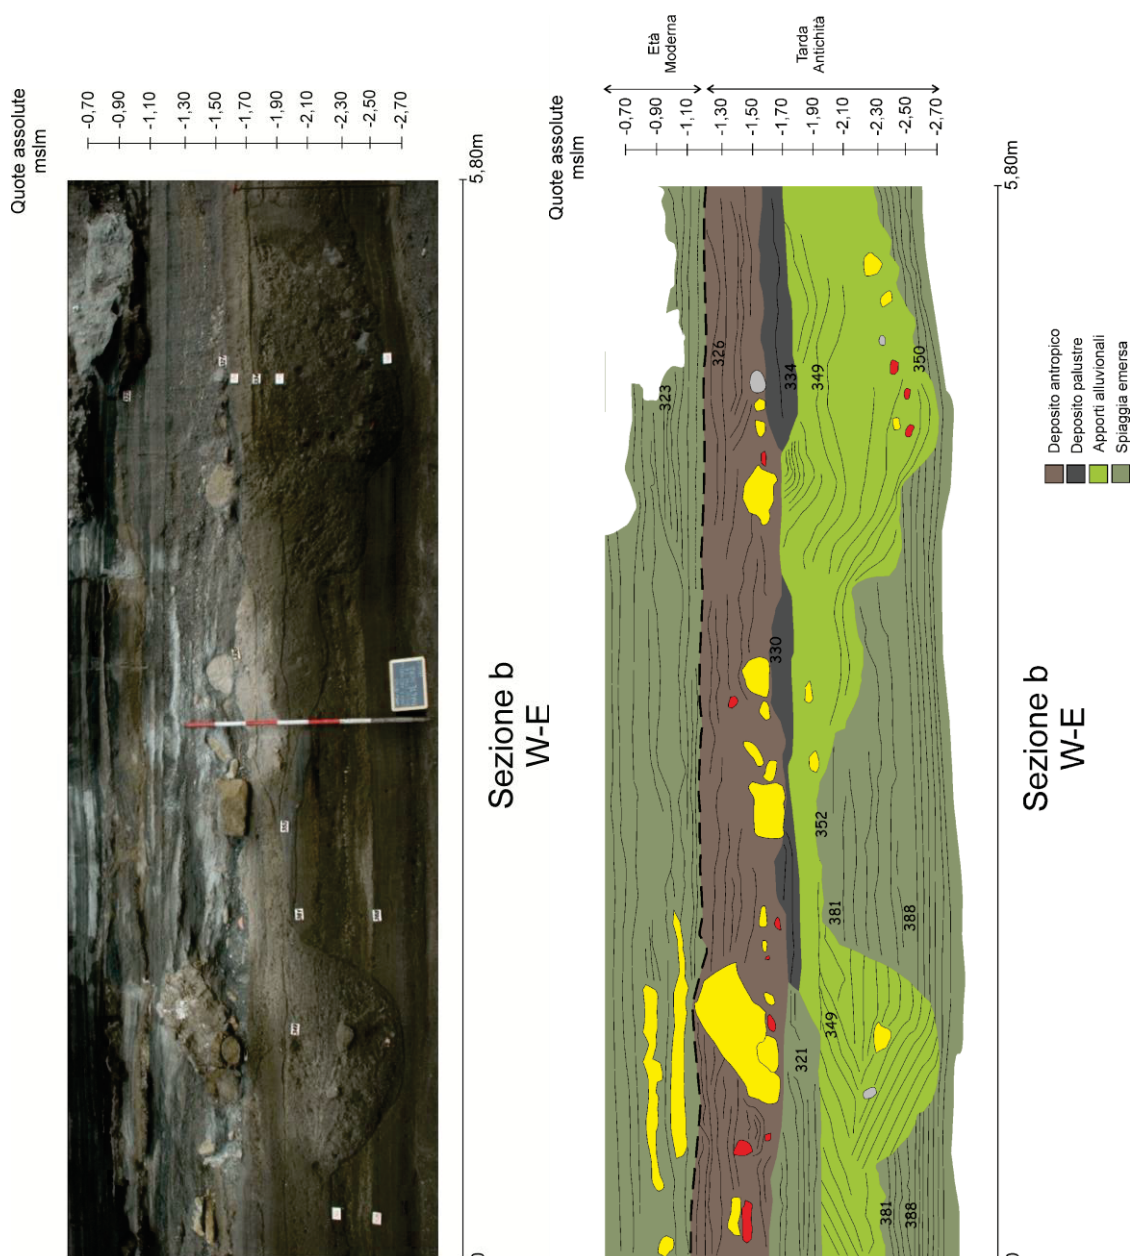 Quote assolute
mslm
-0,70
-0,90
-1,10
-1,30
-1,50
-1,70
-1,90
-2,30
-2,50
-2,70
5,80m
Sezione b
W-E
Età
Moderna
Tarda
Antichità
Quote assolute
mslm
-0,70
-0,90
-1,10
-1,30
-1,50
-1,70
-1,90
-2,10
-2,30
-2,50
-2,70
5,80m
323
326
334
349
350
330
352
381
388
321
349
381
388
Sezione b
W-E
Deposito antropico
Deposito palustre
Apporti alluvionali
Spiaggia emersa